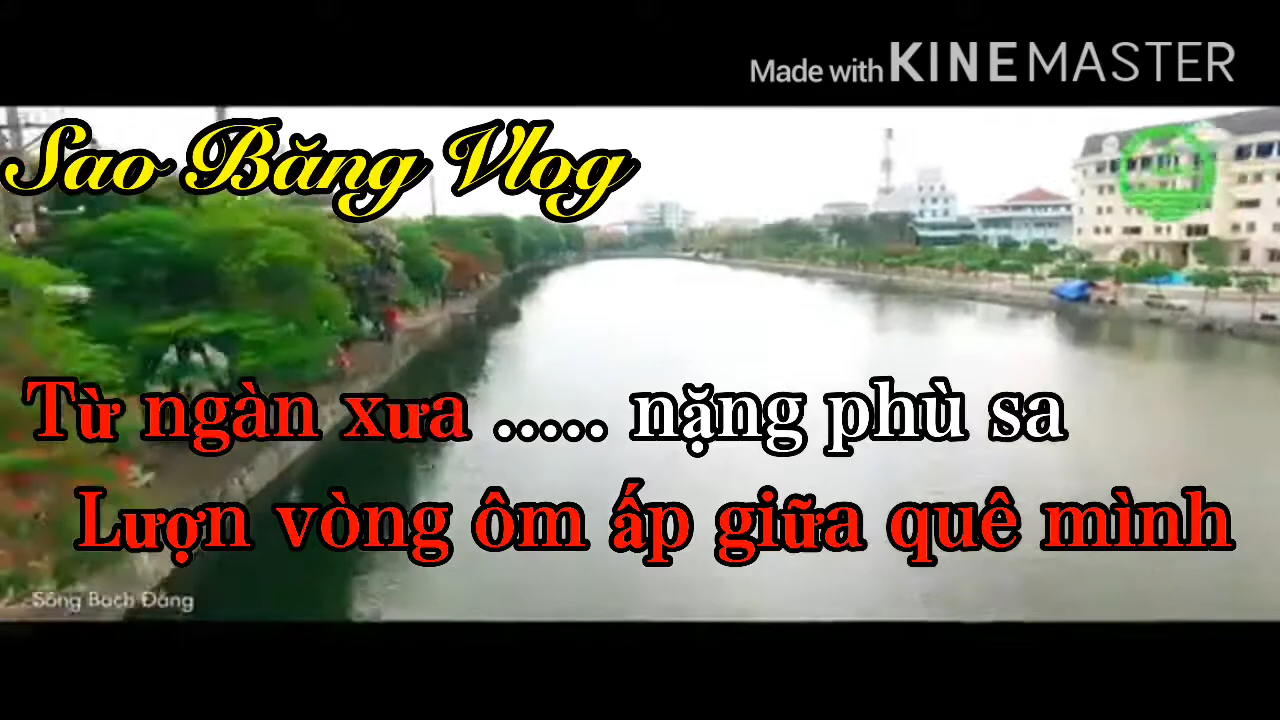 Made with KINEMASTER
Sao Băng Vlog
Từ ngàn xưa ..... nặng phù sa
Lượn vòng ôm ấp giữa quê mình
Sông Bạch Đằng